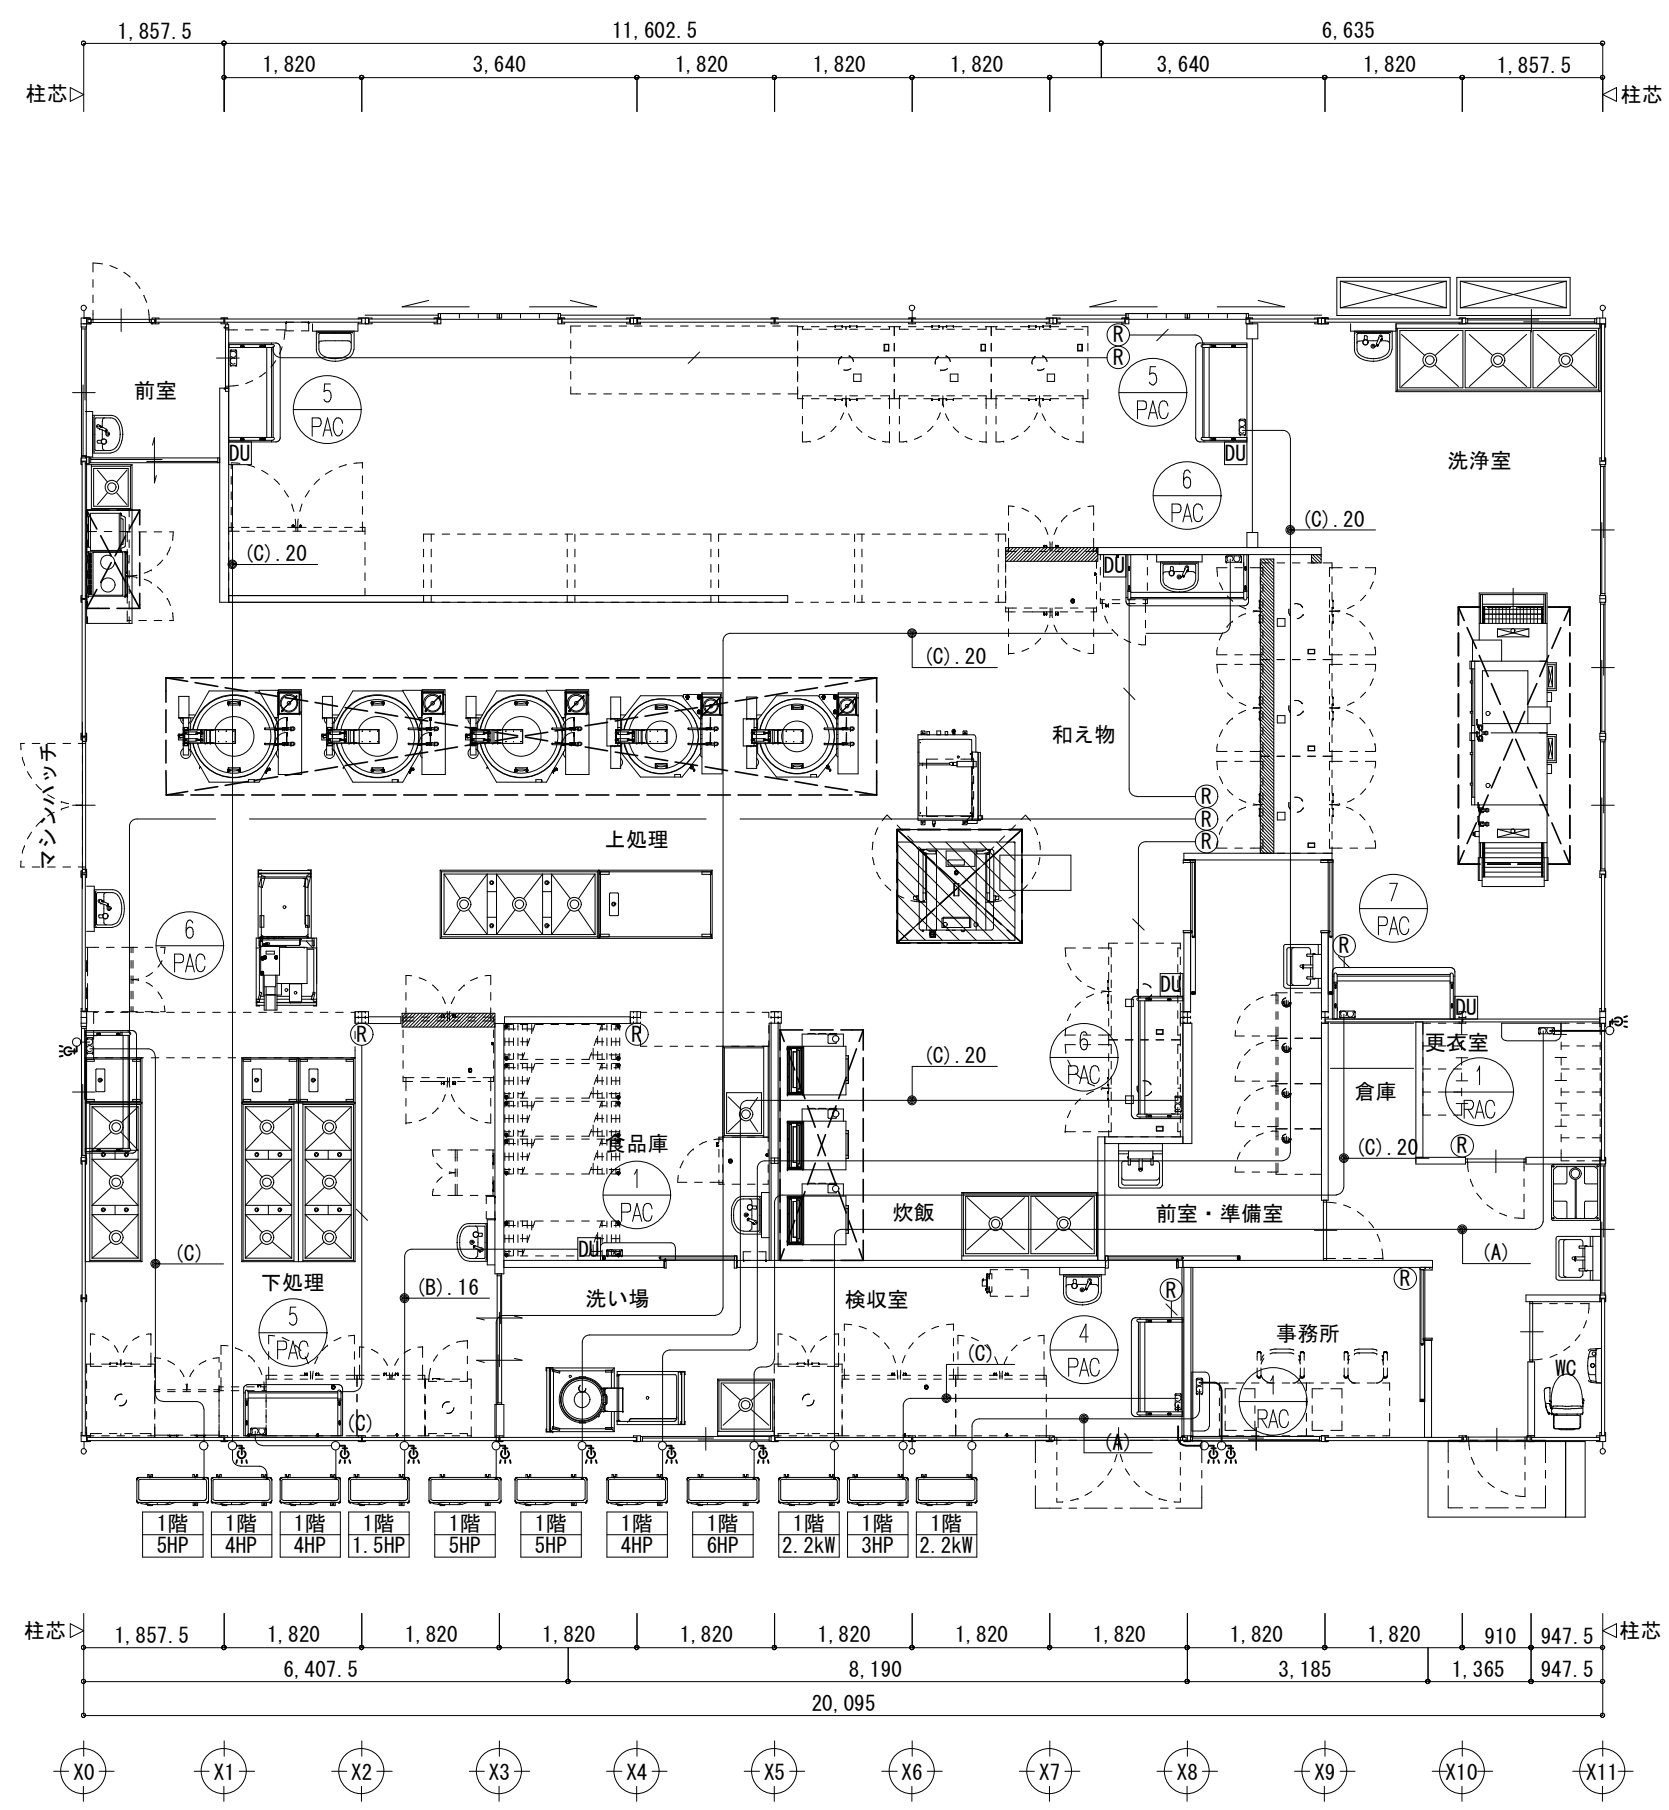 1,857.5 11,602.5 6,635
1,820 3,640 1,820 1,820 1,820 3,640 1,820 1,857.5
柱芯 柱芯
R
R
前室
5
PAC
5
PAC
DU
DU
洗浄室
6
PAC
(C).20
(C).20
DU
(C).20
マシンハッチ
和え物
R
R
R
上処理
7
PAC
6
PAC
R
DU
DU
R
R
6
PAC
(C).20
更衣室
1
RAC
倉庫
食品庫
1
PAC
(C).20
R
炊飯
前室・準備室
(A)
(C)
DU
下処理
5
PAC
(B).16
洗い場
検収室
R
R
4
PAC
事務所
1
RAC
WC
(C)
(C)
(A)
1階 1階 1階 1階 1階 1階 1階 1階 1階 1階 1階
5HP 4HP 4HP 1.5HP 5HP 5HP 4HP 6HP 2.2kW 3HP 2.2kW
柱芯 柱芯
1,857.5 1,820 1,820 1,820 1,820 1,820 1,820 1,820 1,820 1,820 910 947.5
6,407.5 8,190 3,185 1,365 947.5
20,095
X0 X1 X2 X3 X4 X5 X6 X7 X8 X9 X10 X11